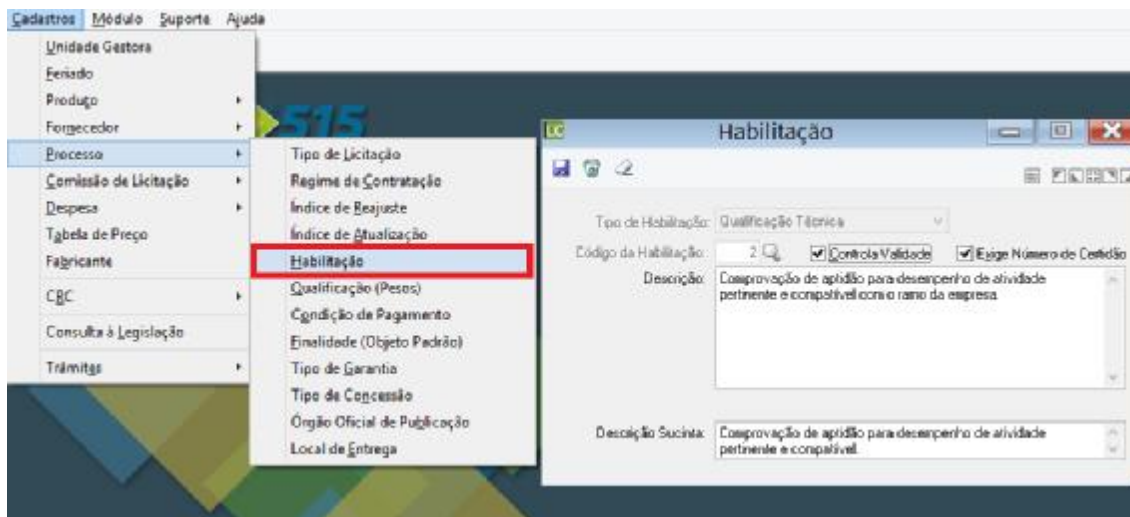 Cadastros Módulo Suporte Ajuda
Unidade Gestora
Feriado
Produto
Fornecedor
Processo
Comissão de Licitação
Despesa
Tabela de Preço
Fabricante
CBC
Consulta à Legislação
Trâmites
515
Tipo de Licitação
Regime de Contratação
Índice de Reajuste
Índice de Atualização
Habilitação
Qualificação (Pesos)
Condição de Pagamento
Finalidade (Objeto Padrão)
Tipo de Garantia
Tipo de Concessão
Órgão Oficial de Publicação
Local de Entrega
LC
Habilitação
Tipo de Habilitação: Qualificação Técnica
Código da Habilitação: 2 Controla Validade Exige Número de Certidão
Descrição: Comprovação de aptidão para desempenho de atividade
pertinente e compatível com o ramo da empresa.
Descrição Sucinta: Comprovação de aptidão para desempenho de atividade
pertinente e compatível.